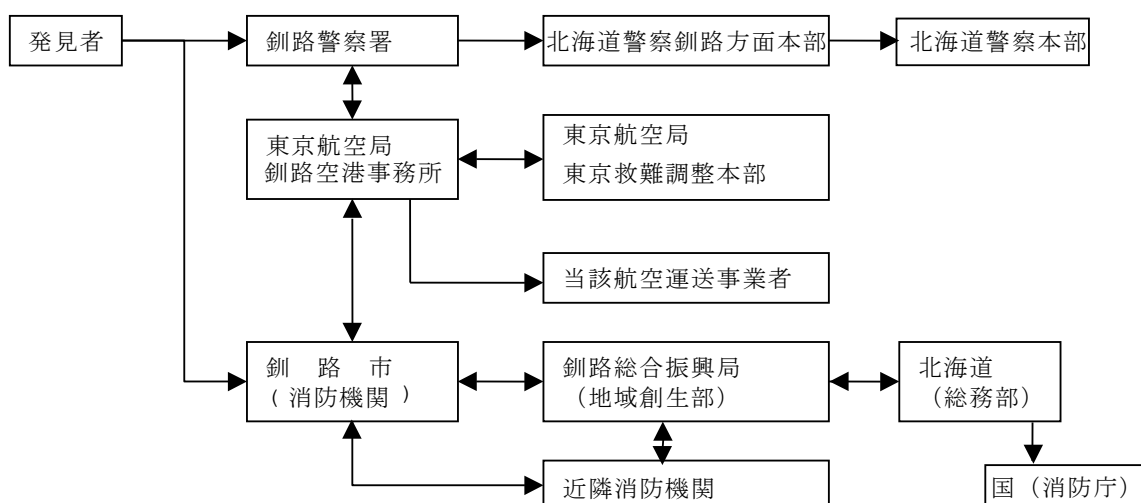 発見者
釧路警察署
北海道警察釧路方面本部
北海道警察本部
東京航空局
釧路空港事務所
東京航空局
東京救難調整本部
当該航空運送事業者
釧路市
(消防機関)
釧路総合振興局
(地域創生部)
北海道
(総務部)
近隣消防機関
国(消防庁)